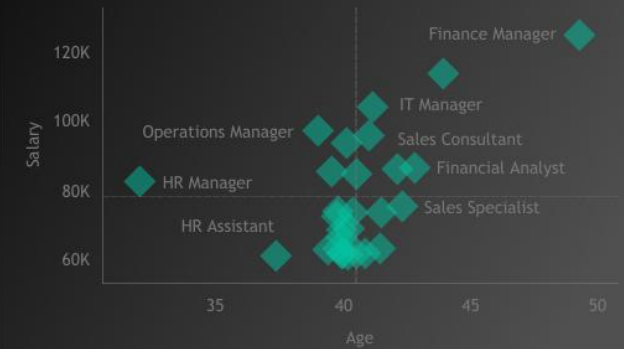 Finance Manager
120K
IT Manager
100K
Operations Manager
Sales Consultant
Salary
Financial Analyst
HR Manager
80K
Sales Specialist
HR Assistant
60K
35 40 45 50
Age